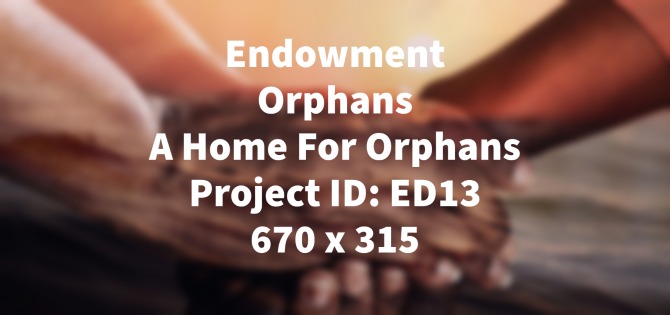 Endowment
Orphans
A Home For Orphans
Project ID: ED13
670 x 315